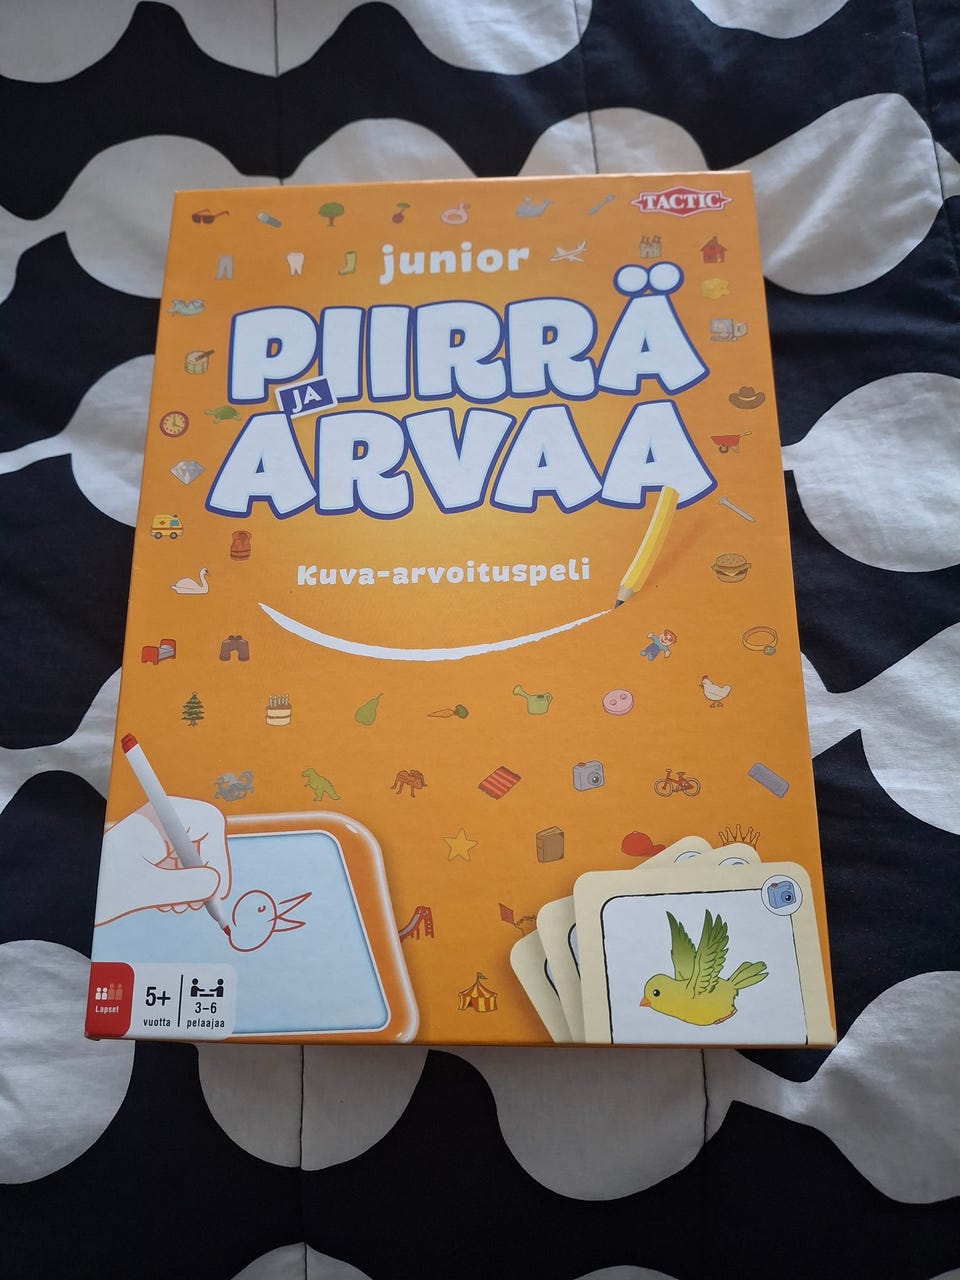 TACTIC
junior
PIIRRÄ
JA
ARVAA
Kuva-arvoituspeli
Lapset
5+
vuotta
3-6
pelaajaa